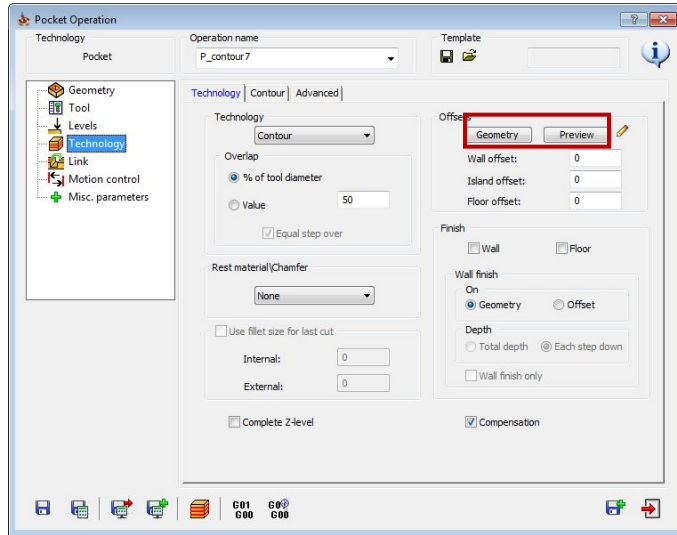 Pocket Operation
Technology
Pocket
Operation name
P_contour7
Template
Geometry
Tool
Levels
Technology
Link
Motion control
Misc. parameters
Technology Contour Advanced
Technology
Contour
Overlap
% of tool diameter
Value
50
Equal step over
Rest material\Chamfer
None
Use fillet size for last cut
Internal: 0
External: 0
Complete Z-level
Offsets
Geometry Preview
Wall offset: 0
Island offset: 0
Floor offset: 0
Finish
Wall Floor
Wall finish
On
Geometry Offset
Depth
Total depth Each step down
Wall finish only
Compensation
G01
G00
G0
G00